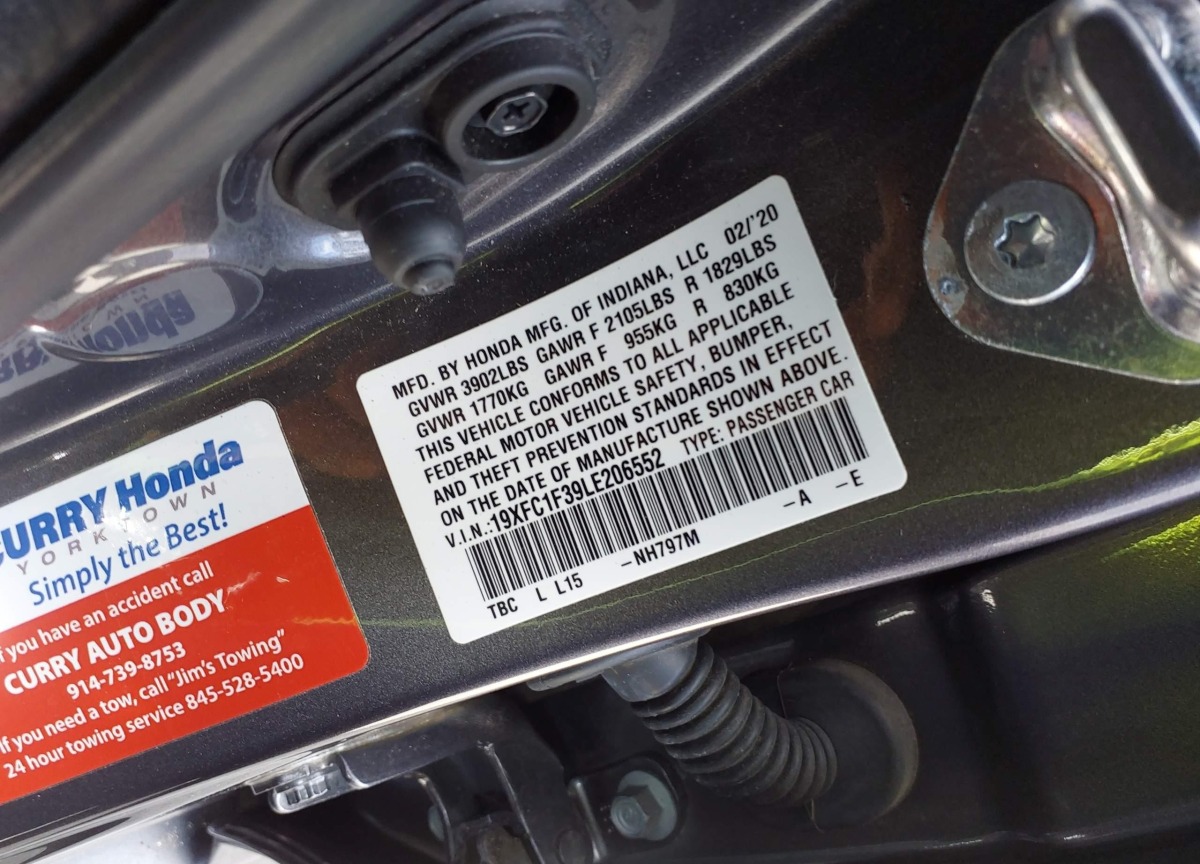 MFD. BY HONDA MFG. OF INDIANA, LLC 02/'20
GVWR 3902LBS GAWR F 2105LBS R 1829LBS
GVWR 1770KG GAWR F 955KG R 830KG
THIS VEHICLE CONFORMS TO ALL APPLICABLE
FEDERAL MOTOR VEHICLE SAFETY, BUMPER,
AND THEFT PREVENTION STANDARDS IN EFFECT
ON THE DATE OF MANUFACTURE SHOWN ABOVE.
V.I.N.:19XFC1F39LE206552 TYPE: PASSENGER CAR
TBC L L15 –NH797M –A –E
CURRY Honda
YORKTOWN
Simply the Best!
If you have an accident call
CURRY AUTO BODY
914-739-8753
If you need a tow, call "Jim's Towing"
24 hour towing service 845-528-5400